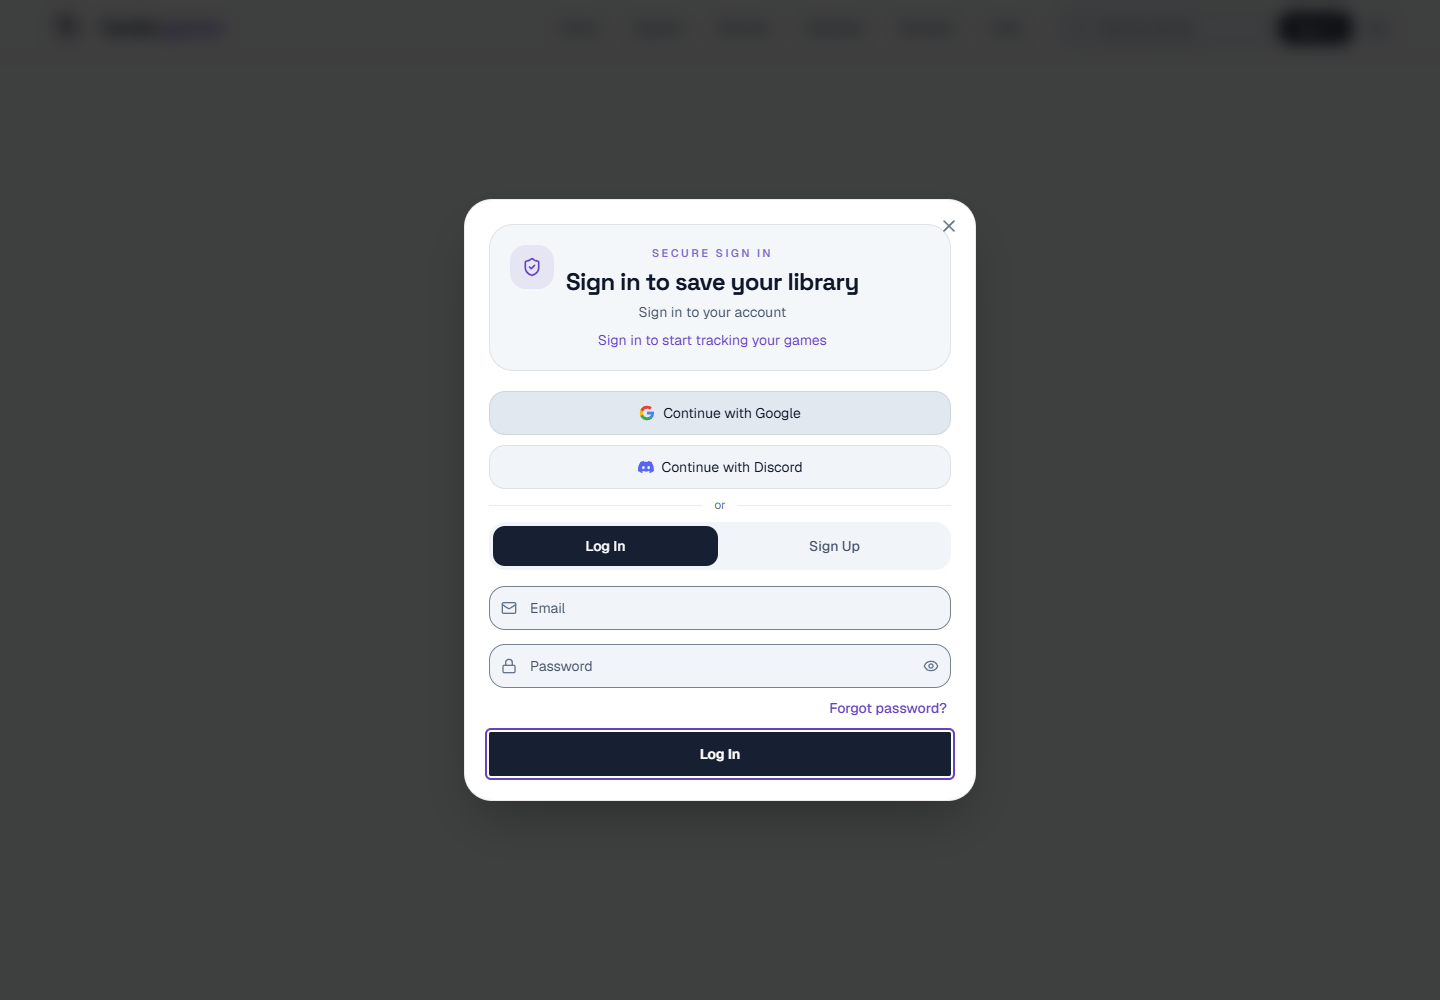 SECURE SIGN IN
Sign in to save your library
Sign in to your account
Sign in to start tracking your games
Continue with Google
Continue with Discord
or
Log In
Sign Up
Email
Password
Forgot password?
Log In